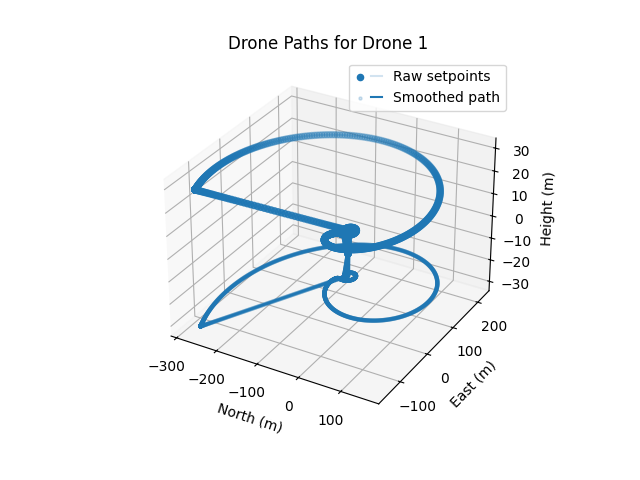 Drone Paths for Drone 1
Raw setpoints
Smoothed path
30
20
10
0
−10
−20
−30
Height (m)
200
100
0
−100
East (m)
−300
−200
−100
0
100
North (m)